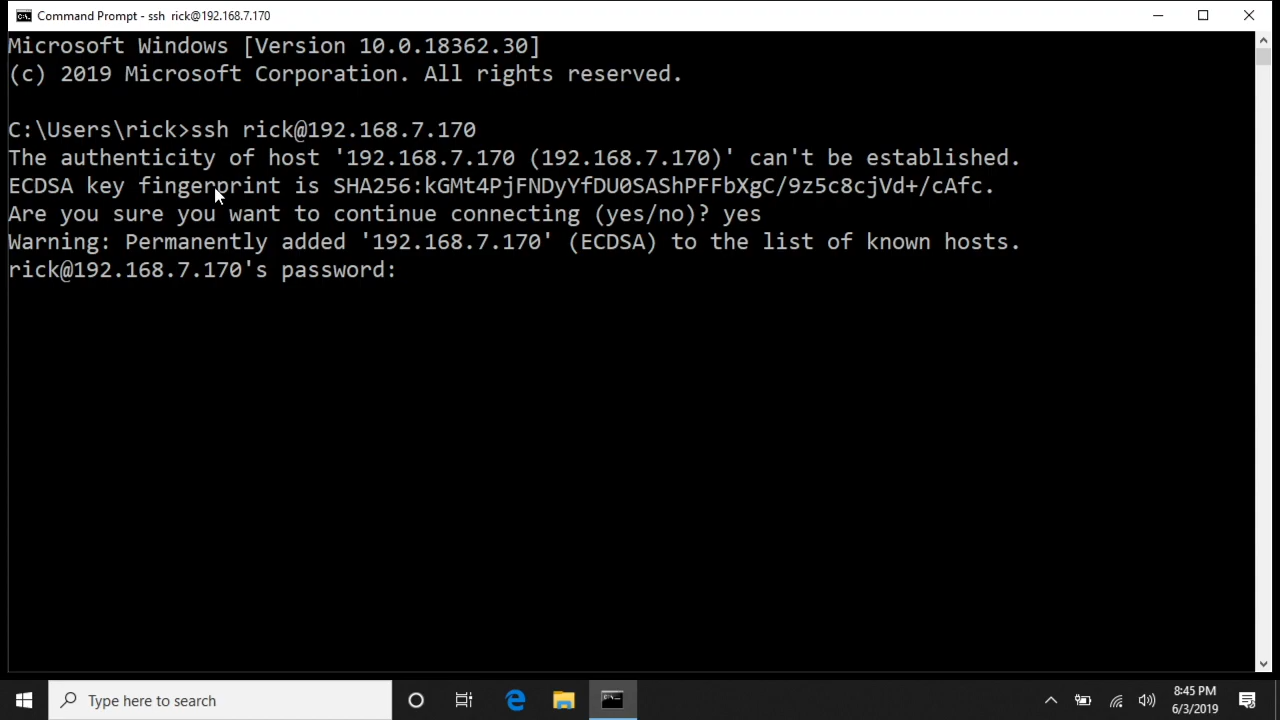 Command Prompt - ssh  rick@192.168.7.170
Microsoft Windows [Version 10.0.18362.30]
(c) 2019 Microsoft Corporation. All rights reserved.
C:\Users\rick>ssh rick@192.168.7.170
The authenticity of host '192.168.7.170 (192.168.7.170)' can't be established.
ECDSA key fingerprint is SHA256:kGMt4PjFNDyYfDU0SAShPFFbXgC/9z5c8cjVd+/cAfc.
Are you sure you want to continue connecting (yes/no)? yes
Warning: Permanently added '192.168.7.170' (ECDSA) to the list of known hosts.
rick@192.168.7.170's password:
Type here to search
8:45 PM
6/3/2019